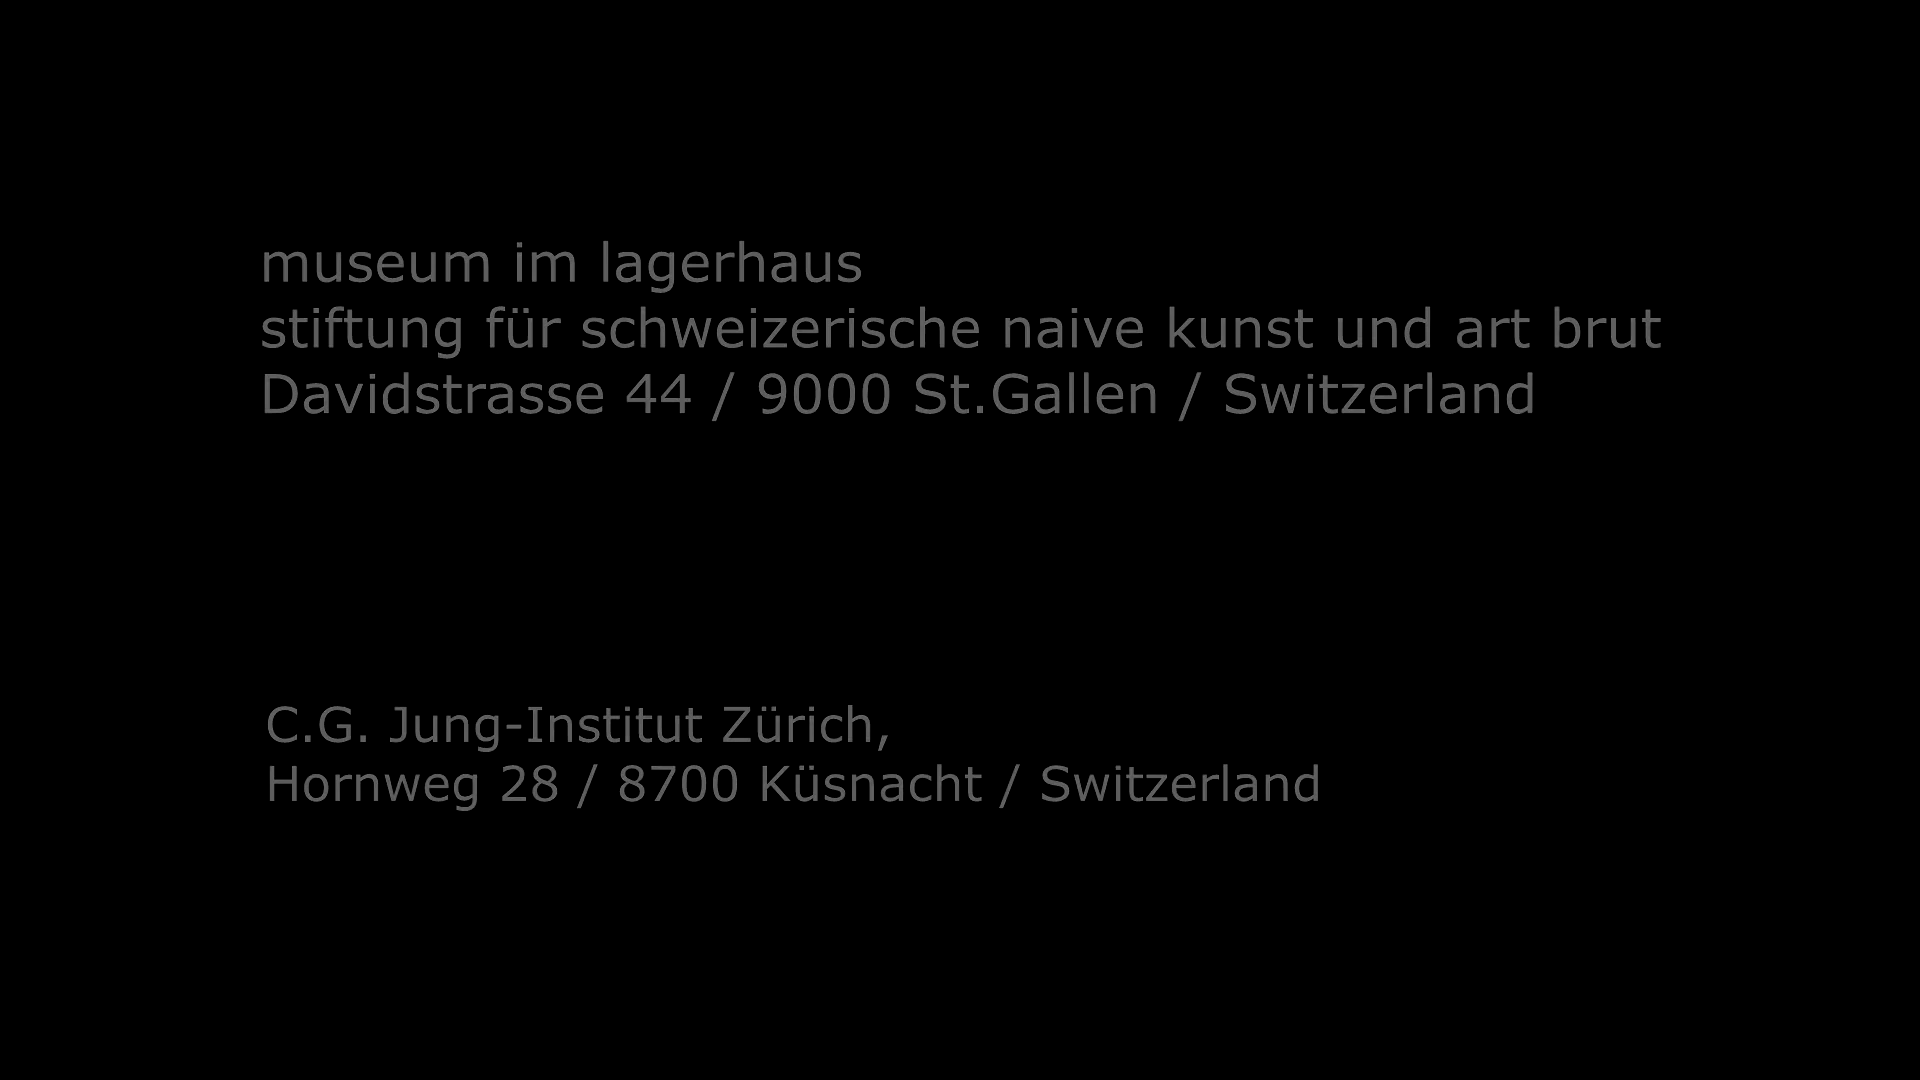 museum im lagerhaus
stiftung für schweizerische naive kunst und art brut
Davidstrasse 44 / 9000 St.Gallen / Switzerland
C.G. Jung-Institut Zürich,
Hornweg 28 / 8700 Küsnacht / Switzerland